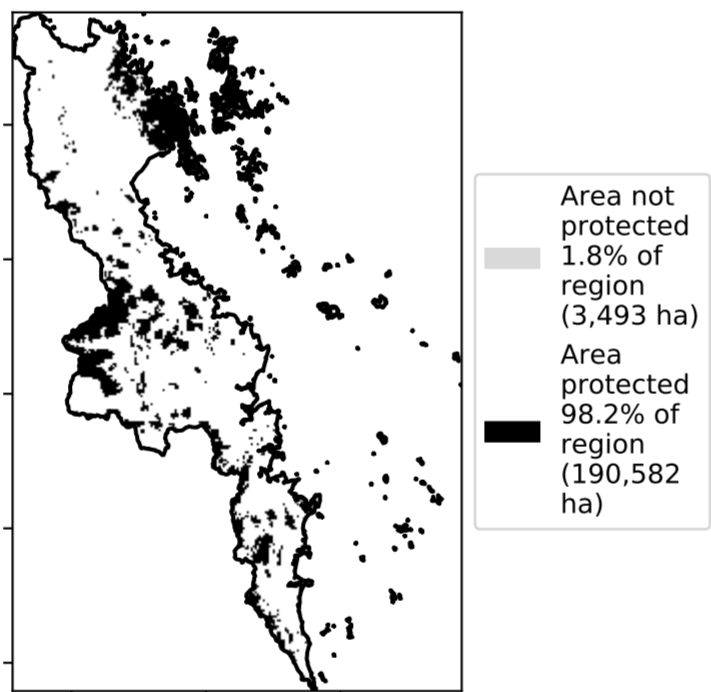 Area not
protected
1.8% of
region
(3,493 ha)
Area
protected
98.2% of
region
(190,582
ha)